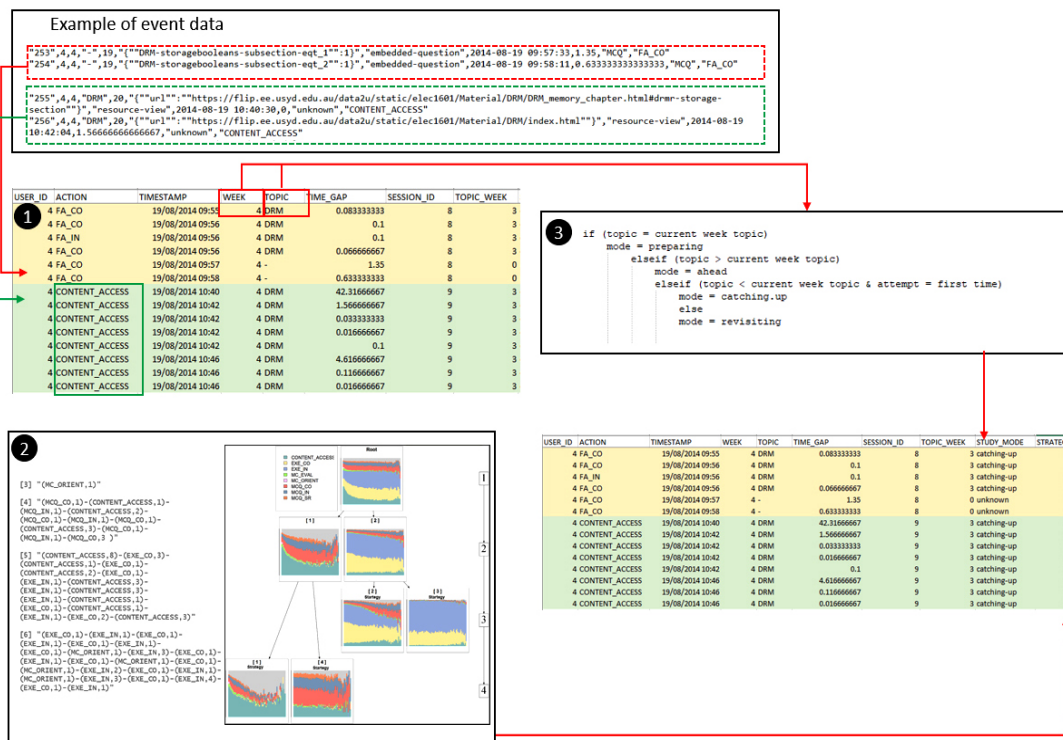 Example of event data
"253",4,4,"-",19,"{""DRM-storagebooleans-subsection-eqt_1"":1}","embedded-question",2014-08-19 09:57:33,1.35,"MCQ","FA_CO"
"254",4,4,"-",19,"{""DRM-storagebooleans-subsection-eqt_2"":1}","embedded-question",2014-08-19 09:58:11,0.633333333333333,"MCQ","FA_CO"
"255",4,4,"DRM",20,"{""url"":""https://flip.ee.usyd.edu.au/data2u/static/elec1601/Material/DRM/DRM_memory_chapter.html#drmr-storage-
section""}","resource-view",2014-08-19 10:40:30,0,"unknown","CONTENT_ACCESS"
"256",4,4,"DRM",20,"{""url"":""https://flip.ee.usyd.edu.au/data2u/static/elec1601/Material/DRM/index.html""}","resource-view",2014-08-19
10:42:04,1.56666666666667,"unknown","CONTENT_ACCESS"
USER_ID ACTION TIMESTAMP WEEK TOPIC TIME_GAP SESSION_ID TOPIC_WEEK
1
4 FA_CO 19/08/2014 09:55 4 DRM 0.083333333 8 3
4 FA_CO 19/08/2014 09:56 4 DRM 0.1 8 3
4 FA_IN 19/08/2014 09:56 4 DRM 0.1 8 3
4 FA_CO 19/08/2014 09:56 4 DRM 0.066666667 8 3
4 FA_CO 19/08/2014 09:57 4 - 1.35 8 0
4 FA_CO 19/08/2014 09:58 4 - 0.633333333 8 0
4 CONTENT_ACCESS 19/08/2014 10:40 4 DRM 42.31666667 9 3
4 CONTENT_ACCESS 19/08/2014 10:42 4 DRM 1.566666667 9 3
4 CONTENT_ACCESS 19/08/2014 10:42 4 DRM 0.033333333 9 3
4 CONTENT_ACCESS 19/08/2014 10:42 4 DRM 0.016666667 9 3
4 CONTENT_ACCESS 19/08/2014 10:42 4 DRM 0.1 9 3
4 CONTENT_ACCESS 19/08/2014 10:46 4 DRM 4.616666667 9 3
4 CONTENT_ACCESS 19/08/2014 10:46 4 DRM 0.116666667 9 3
4 CONTENT_ACCESS 19/08/2014 10:46 4 DRM 0.016666667 9 3
3
if (topic = current week topic)
mode = preparing
elseif (topic > current week topic)
mode = ahead
elseif (topic < current week topic & attempt = first time)
mode = catching.up
else
mode = revisiting
2
[3] "(MC_ORIENT,1)"
[4] "(MCQ_CO,1)-(CONTENT_ACCESS,1)-
(MCQ_IN,1)-(CONTENT_ACCESS,2)-
(MCQ_CO,1)-(MCQ_IN,1)-(MCQ_CO,1)-
(CONTENT_ACCESS,3)-(MCQ_CO,1)-
(MCQ_IN,1)-(MCQ_CO,3 )"
[5] "(CONTENT_ACCESS,8)-(EXE_CO,3)-
(CONTENT_ACCESS,1)-(EXE_CO,1)-
(CONTENT_ACCESS,2)-(EXE_CO,1)-
(EXE_IN,1)-(CONTENT_ACCESS,3)-
(EXE_IN,1)-(CONTENT_ACCESS,3)-
(EXE_IN,1)-(CONTENT_ACCESS,1)-
(EXE_CO,1)-(CONTENT_ACCESS,1)-
(EXE_IN,1)-(EXE_CO,2)-(CONTENT_ACCESS,3)"
[6] "(EXE_CO,1)-(EXE_IN,1)-(EXE_CO,1)-
(EXE_IN,1)-(EXE_CO,1)-(EXE_IN,1)-
(EXE_CO,1)-(MC_ORIENT,1)-(EXE_IN,3)-(EXE_CO,1)-
(EXE_IN,1)-(EXE_CO,1)-(MC_ORIENT,1)-(EXE_CO,1)-
(MC_ORIENT,1)-(EXE_IN,2)-(EXE_CO,1)-(EXE_IN,1)-
(MC_ORIENT,1)-(EXE_IN,3)-(EXE_CO,1)-(EXE_IN,4)-
(EXE_CO,1)-(EXE_IN,1)"
CONTENT_ACCESS
EXE_CO
EXE_IN
MC_EVAL
MC_ORIENT
MCQ_CO
MCQ_IN
MCQ_SR
Root
1
[1]
[2]
2
[2]
Startegy
[3]
Startegy
3
[1]
Strategy
[4]
Startegy
4
USER_ID ACTION TIMESTAMP WEEK TOPIC TIME_GAP SESSION_ID TOPIC_WEEK STUDY_MODE STRATEG
4 FA_CO 19/08/2014 09:55 4 DRM 0.083333333 8 3 catching-up
4 FA_CO 19/08/2014 09:56 4 DRM 0.1 8 3 catching-up
4 FA_IN 19/08/2014 09:56 4 DRM 0.1 8 3 catching-up
4 FA_CO 19/08/2014 09:56 4 DRM 0.066666667 8 3 catching-up
4 FA_CO 19/08/2014 09:57 4 - 1.35 8 0 unknown
4 FA_CO 19/08/2014 09:58 4 - 0.633333333 8 0 unknown
4 CONTENT_ACCESS 19/08/2014 10:40 4 DRM 42.31666667 9 3 catching-up
4 CONTENT_ACCESS 19/08/2014 10:42 4 DRM 1.566666667 9 3 catching-up
4 CONTENT_ACCESS 19/08/2014 10:42 4 DRM 0.033333333 9 3 catching-up
4 CONTENT_ACCESS 19/08/2014 10:42 4 DRM 0.016666667 9 3 catching-up
4 CONTENT_ACCESS 19/08/2014 10:42 4 DRM 0.1 9 3 catching-up
4 CONTENT_ACCESS 19/08/2014 10:46 4 DRM 4.616666667 9 3 catching-up
4 CONTENT_ACCESS 19/08/2014 10:46 4 DRM 0.116666667 9 3 catching-up
4 CONTENT_ACCESS 19/08/2014 10:46 4 DRM 0.016666667 9 3 catching-up